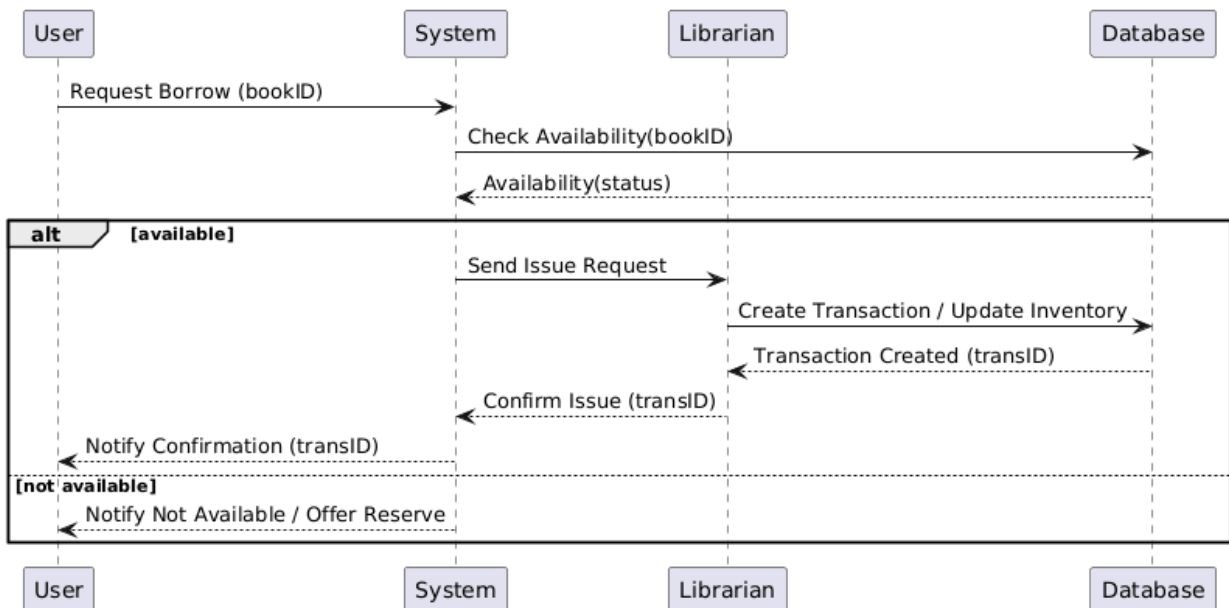 User System Librarian Database
Request Borrow (bookID)
Check Availability(bookID)
Availability(status)
alt [available]
Send Issue Request
Create Transaction / Update Inventory
Transaction Created (transID)
Confirm Issue (transID)
Notify Confirmation (transID)
[not available]
Notify Not Available / Offer Reserve
User System Librarian Database